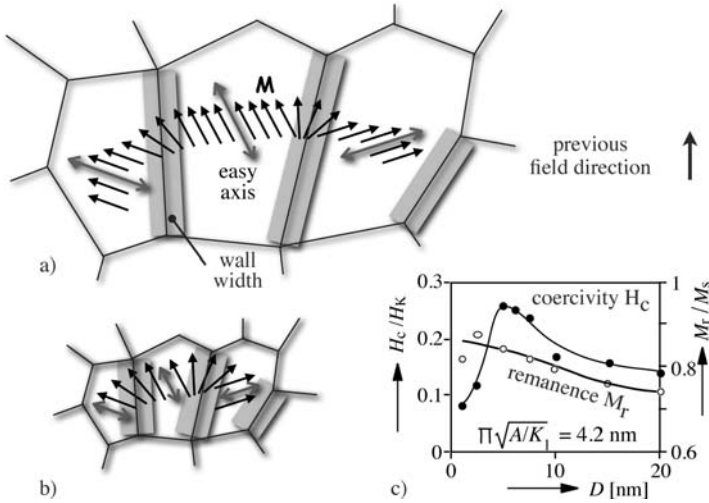 M
easy
axis
previous
field direction
a)
wall
width
b)
c)
0.3
0.2
0.1
0
H_c/H_K
1
0.8
0.6
M_r/M_s
coercivity H_c
remanence M_r
π√A/K_1 = 4.2 nm
0
10
20
D [nm]